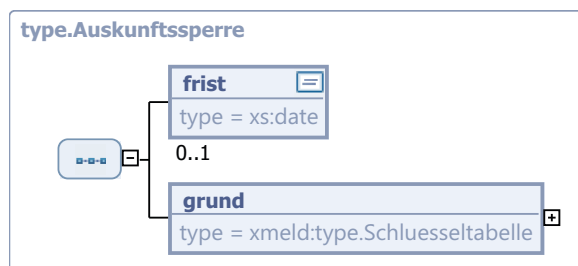 type.Auskunftssperre
frist
type = xs:date
0..1
grund
type = xmeld:type.Schluesseltabelle